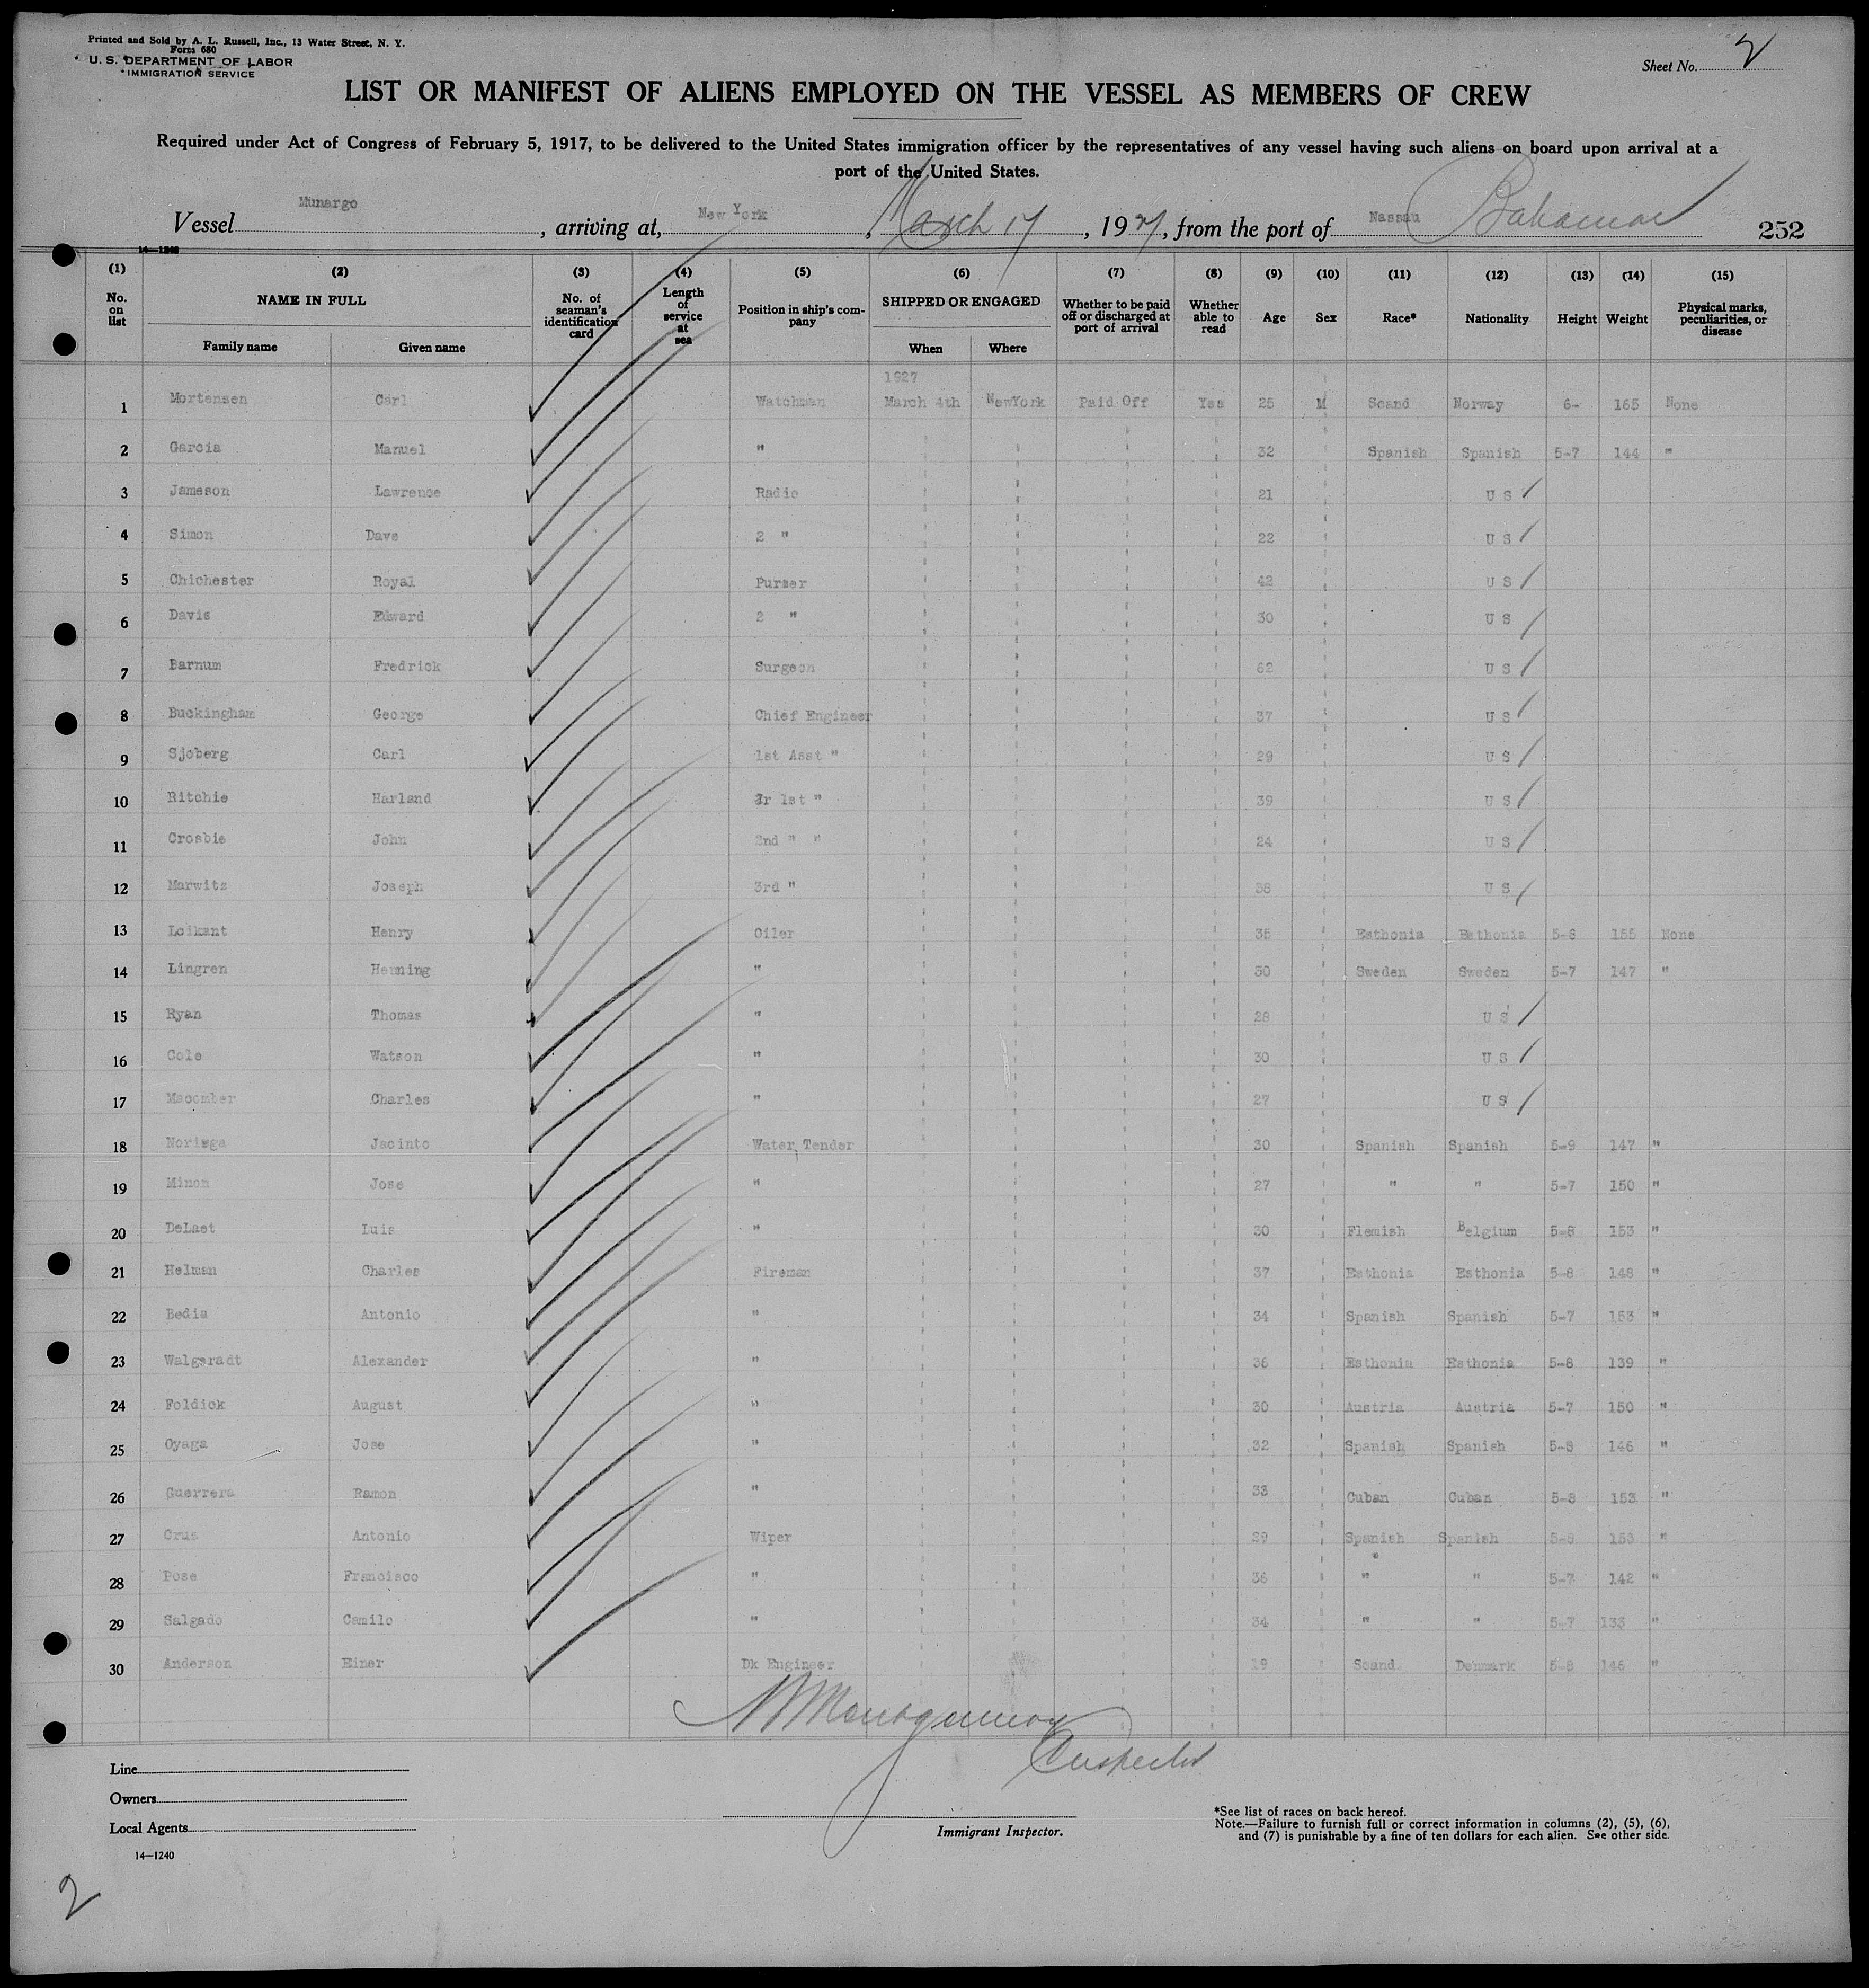 Printed and Sold by A. L. Russell, Inc., 13 Water Street, N. Y.
Form 680
U. S. DEPARTMENT OF LABOR
IMMIGRATION SERVICE
Sheet No. 2
LIST OR MANIFEST OF ALIENS EMPLOYED ON THE VESSEL AS MEMBERS OF CREW
Required under Act of Congress of February 5, 1917, to be delivered to the United States immigration officer by the representatives of any vessel having such aliens on board upon arrival at a
port of the United States.
Vessel Munargo, arriving at, New York, March 17, 1927, from the port of Nassau Bahamas 252
14—1240
(1) (2) (3) (4) (5) (6) (7) (8) (9) (10) (11) (12) (13) (14) (15)
No. on list NAME IN FULL Family name Given name No. of seaman's identification card Length of service at sea Position in ship's company SHIPPED OR ENGAGED When Where Whether to be paid off or discharged at port of arrival Whether able to read Age Sex Race* Nationality Height Weight Physical marks, peculiarities, or disease
1927
1 Mortensen Carl Watchman March 4th NewYork Paid Off Yes 25 M Scand Norway 6- 165 None
2 Garcia Manuel " 32 Spanish Spanish 5-7 144 "
3 Jameson Lawrence Radio 21 U S
4 Simon Dave 2 " 22 U S
5 Chichester Royal Purser 42 U S
6 Davis Edward 2 " 30 U S
7 Barnum Fredrick Surgeon 62 U S
8 Buckingham George Chief Engineer 37 U S
9 Sjoberg Carl 1st Asst " 29 U S
10 Ritchie Harland Jr 1st " 39 U S
11 Crosbie John 2nd " " 24 U S
12 Marwitz Joseph 3rd " 38 U S
13 Loikant Henry Oiler 35 Esthonia Esthonia 5-8 155 None
14 Lingren Henning " 30 Sweden Sweden 5-7 147 "
15 Ryan Thomas " 28 U S
16 Cole Watson " 30 U S
17 Macomber Charles " 27 U S
18 Noriega Jacinto Water Tender 30 Spanish Spanish 5-9 147 "
19 Minon Jose " 27 " " 5-7 150 "
20 DeLaet Luis " 30 Flemish Belgium 5-8 153 "
21 Helman Charles Fireman 37 Esthonia Esthonia 5-8 148 "
22 Bedia Antonio " 34 Spanish Spanish 5-7 153 "
23 Walgeradt Alexander " 36 Esthonia Esthonia 5-8 139 "
24 Foldick August " 30 Austria Austria 5-7 150 "
25 Oyaga Jose " 32 Spanish Spanish 5-8 146 "
26 Guerrera Ramon " 33 Cuban Cuban 5-8 153 "
27 Crus Antonio Wiper 29 Spanish Spanish 5-8 153 "
28 Pose Francisco " 36 " " 5-7 142 "
29 Salgado Camilo " 34 " " 5-7 133 "
30 Anderson Einer Dk Engineer 19 Scand Denmark 5-8 146 "
Montgomery
Inspector
Line
Owners
Local Agents
Immigrant Inspector.
*See list of races on back hereof.
Note.—Failure to furnish full or correct information in columns (2), (5), (6),
and (7) is punishable by a fine of ten dollars for each alien. See other side.
14—1240
2